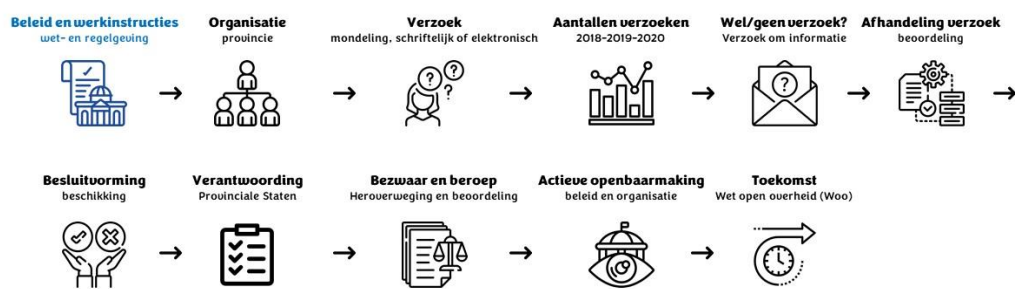 Beleid en werkinstructies
wet- en regelgeving
Organisatie
provincie
Verzoek
mondeling, schriftelijk of elektronisch
Aantallen verzoeken
2018-2019-2020
Wel/geen verzoek?
Verzoek om informatie
Afhandeling verzoek
beoordeling
Besluitvorming
beschikking
Verantwoording
Provinciale Staten
Bezwaar en beroep
Heroverweging en beoordeling
Actieve openbaarmaking
beleid en organisatie
Toekomst
Wet open overheid (Woo)